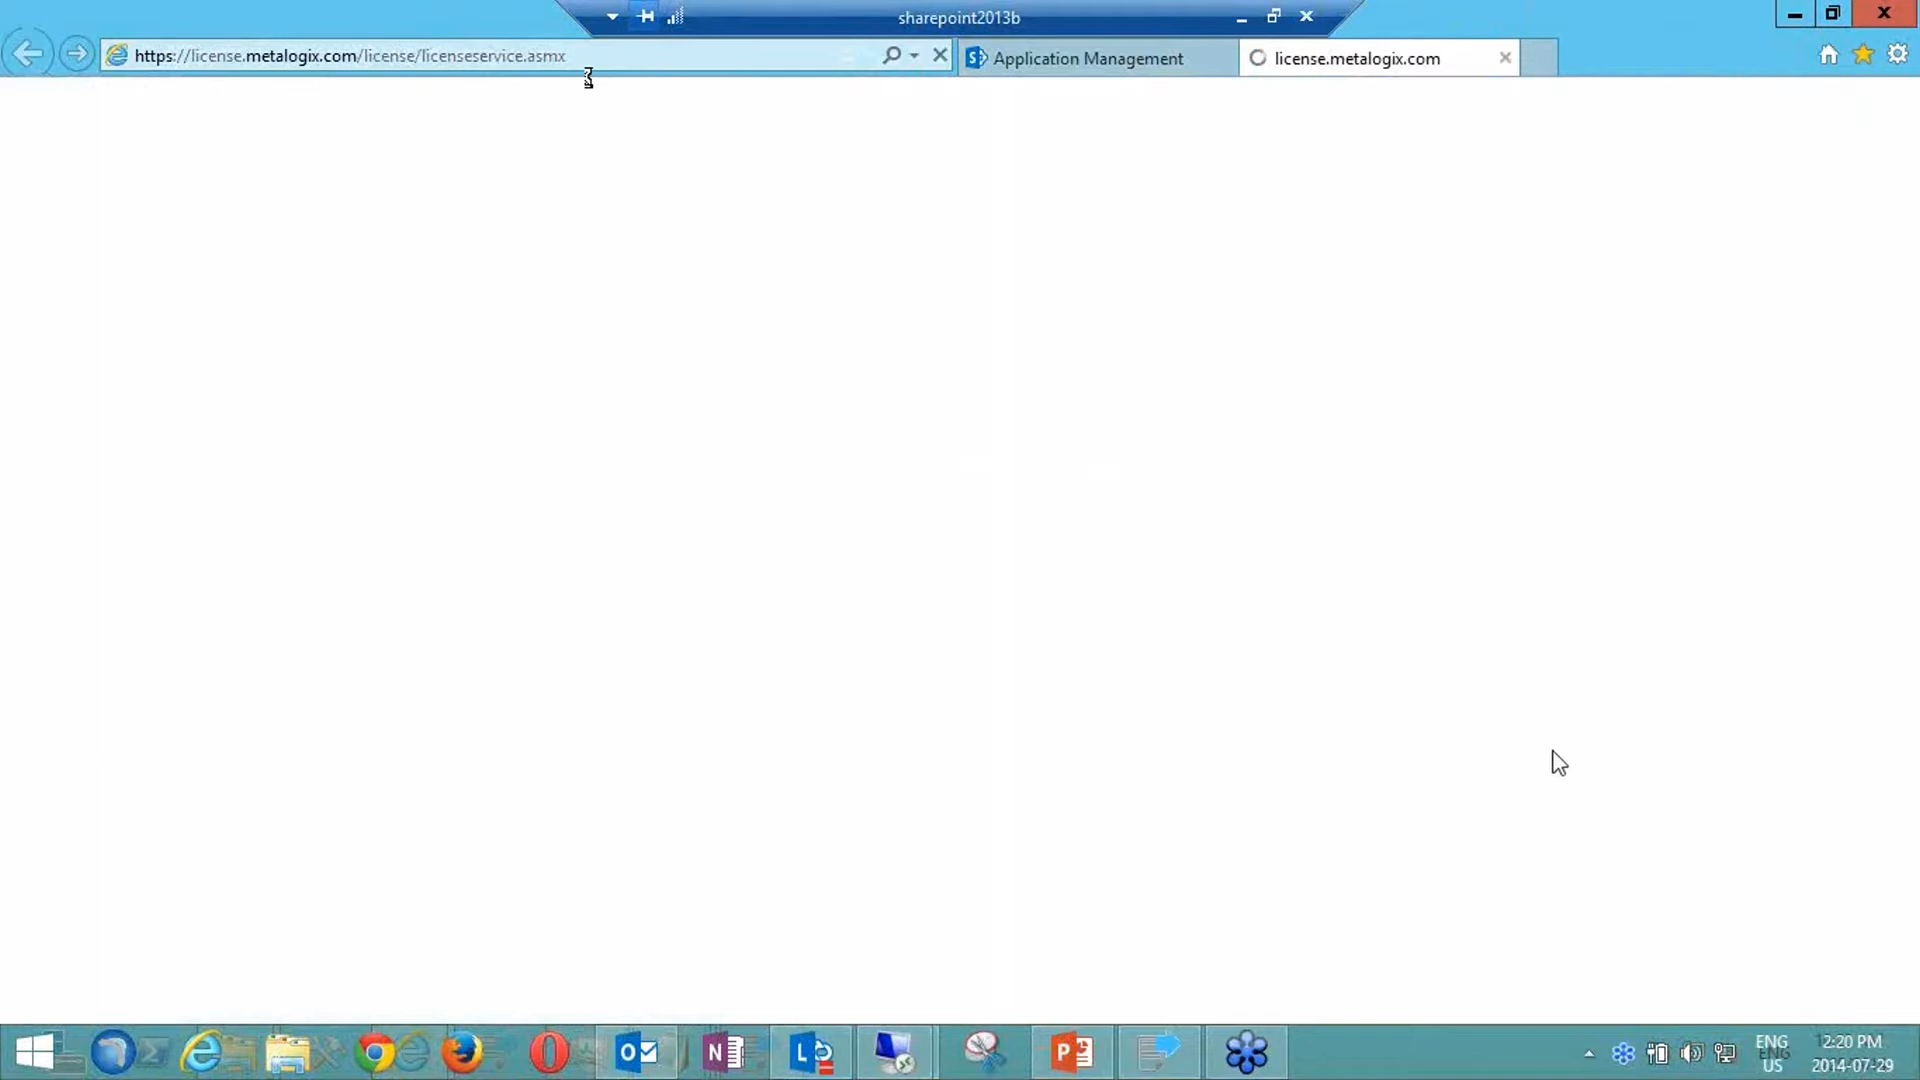 sharepoint2013b
https://license.metalogix.com/license/licenseservice.asmx
Application Management
license.metalogix.com
ENG
US
2:20 PM
2014-07-29